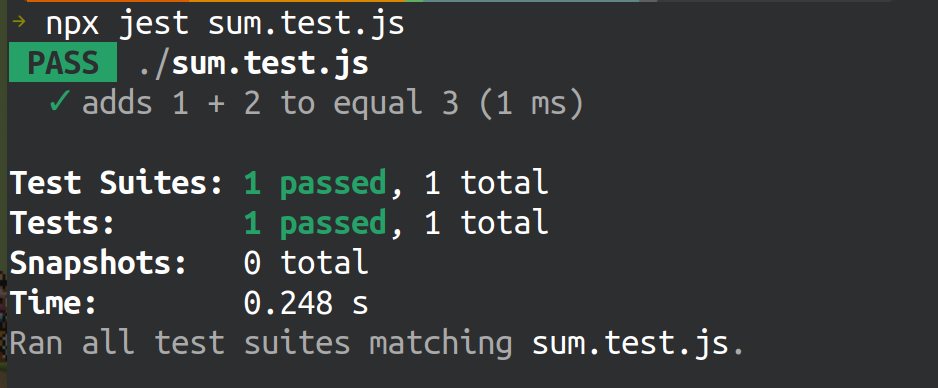 → npx jest sum.test.js
PASS ./sum.test.js
✓ adds 1 + 2 to equal 3 (1 ms)
Test Suites: 1 passed, 1 total
Tests: 1 passed, 1 total
Snapshots: 0 total
Time: 0.248 s
Ran all test suites matching sum.test.js.